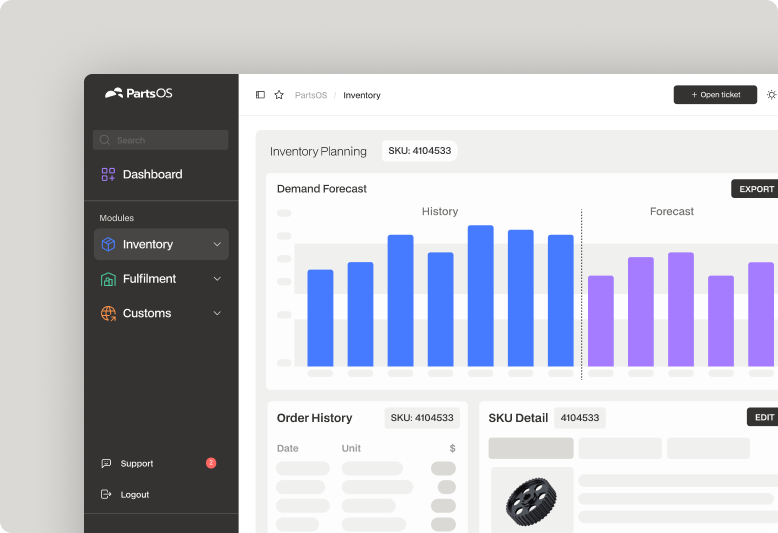 PartsOS
Search
Dashboard
Modules
Inventory
Fulfilment
Customs
Support
2
Logout
PartsOS / Inventory
+ Open ticket
Inventory Planning
SKU: 4104533
Demand Forecast
EXPORT
History
Forecast
Order History
SKU: 4104533
Date Unit $
SKU Detail
4104533
EDIT